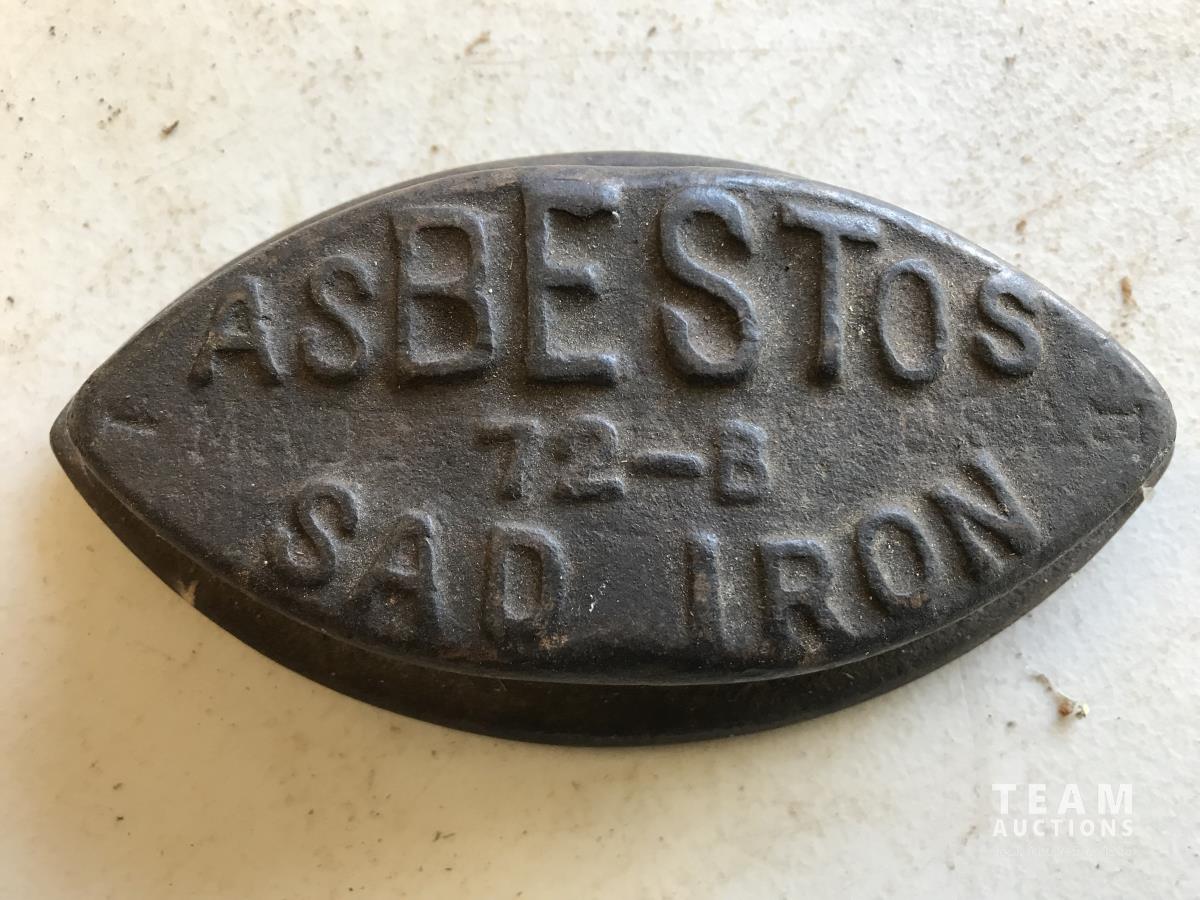 ASBESTOS
72-B
SAD IRON
TEAM
AUCTIONS